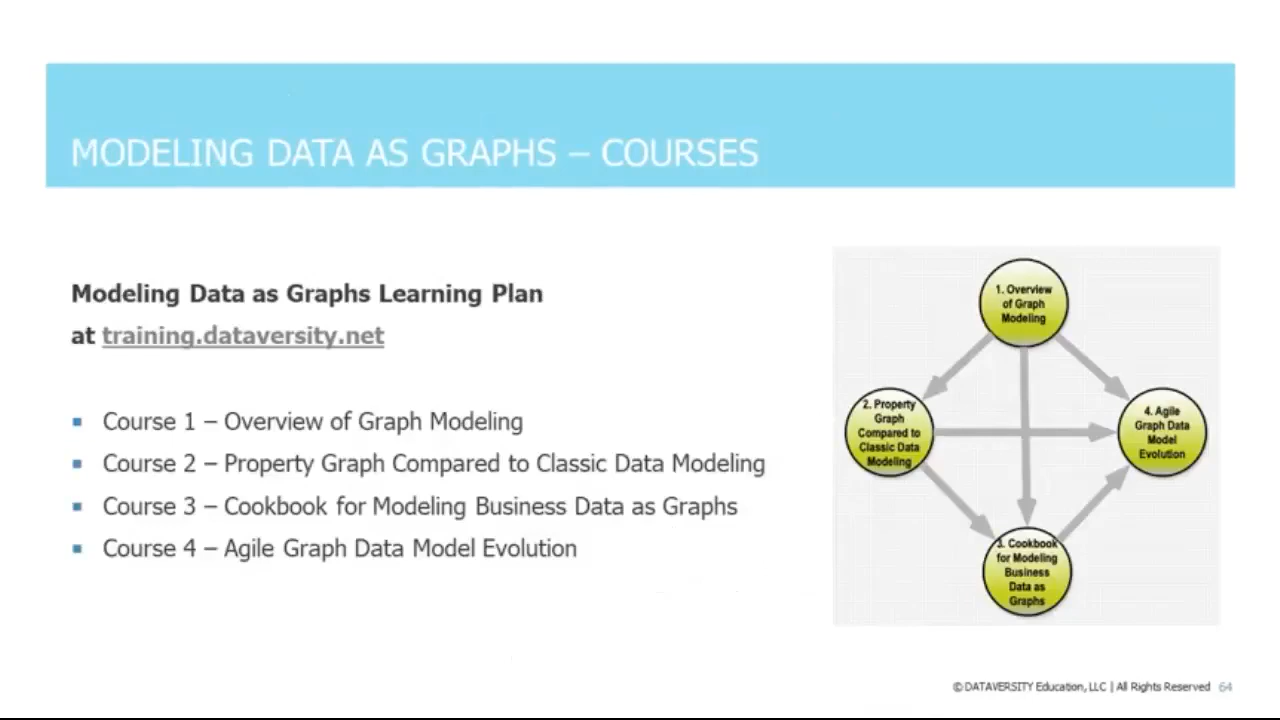 MODELING DATA AS GRAPHS – COURSES
Modeling Data as Graphs Learning Plan
at training.dataversity.net
▪ Course 1 – Overview of Graph Modeling
▪ Course 2 – Property Graph Compared to Classic Data Modeling
▪ Course 3 – Cookbook for Modeling Business Data as Graphs
▪ Course 4 – Agile Graph Data Model Evolution
1. Overview
of Graph
Modeling
2. Property
Graph
Compared to
Classic Data
Modeling
4. Agile
Graph Data
Model
Evolution
3. Cookbook
for Modeling
Business
Data as
Graphs
© DATAVERSITY Education, LLC | All Rights Reserved 64